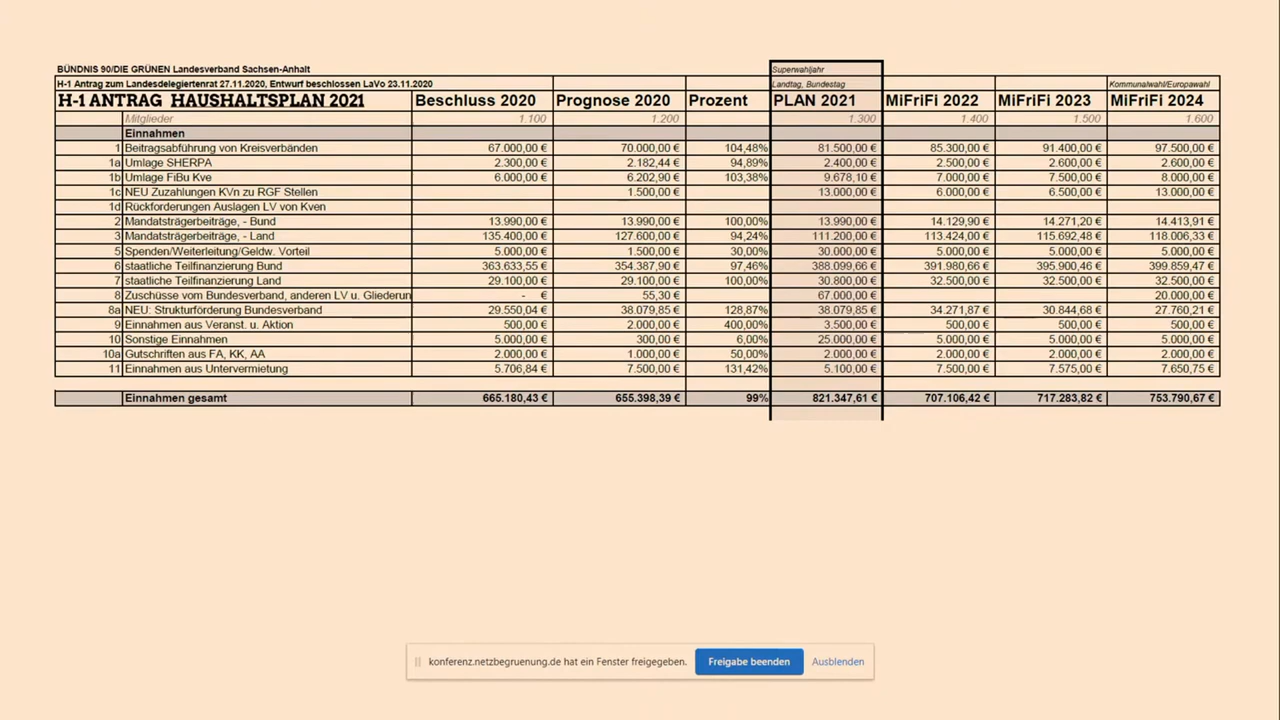 BÜNDNIS 90/DIE GRÜNEN Landesverband Sachsen-Anhalt Superwahljahr
H-1 Antrag zum Landesdelegiertenrat 27.11.2020, Entwurf beschlossen LaVo 23.11.2020 Landtag, Bundestag Kommunalwahl/Europawahl
H-1 ANTRAG HAUSHALTSPLAN 2021 Beschluss 2020 Prognose 2020 Prozent PLAN 2021 MiFriFi 2022 MiFriFi 2023 MiFriFi 2024
Mitglieder 1.100 1.200 1.300 1.400 1.500 1.600
Einnahmen
1 Beitragsabführung von Kreisverbänden 67.000,00 € 70.000,00 € 104,48% 81.500,00 € 85.300,00 € 91.400,00 € 97.500,00 €
1a Umlage SHERPA 2.300,00 € 2.182,44 € 94,89% 2.400,00 € 2.500,00 € 2.600,00 € 2.600,00 €
1b Umlage FiBu Kve 6.000,00 € 6.202,90 € 103,38% 9.678,10 € 7.000,00 € 7.500,00 € 8.000,00 €
1c NEU Zuzahlungen KVn zu RGF Stellen 1.500,00 € 13.000,00 € 6.000,00 € 6.500,00 € 13.000,00 €
1d Rückforderungen Auslagen LV von Kven
2 Mandatsträgerbeiträge, - Bund 13.990,00 € 13.990,00 € 100,00% 13.990,00 € 14.129,90 € 14.271,20 € 14.413,91 €
3 Mandatsträgerbeiträge, - Land 135.400,00 € 127.600,00 € 94,24% 111.200,00 € 113.424,00 € 115.692,48 € 118.006,33 €
5 Spenden/Weiterleitung/Geldw. Vorteil 5.000,00 € 1.500,00 € 30,00% 30.000,00 € 5.000,00 € 5.000,00 € 5.000,00 €
6 staatliche Teilfinanzierung Bund 363.633,55 € 354.387,90 € 97,46% 388.099,66 € 391.980,66 € 395.900,46 € 399.859,47 €
7 staatliche Teilfinanzierung Land 29.100,00 € 29.100,00 € 100,00% 30.800,00 € 32.500,00 € 32.500,00 € 32.500,00 €
8 Zuschüsse vom Bundesverband, anderen LV u. Gliederun - € 55,30 € 67.000,00 € 20.000,00 €
8a NEU: Strukturförderung Bundesverband 29.550,04 € 38.079,85 € 128,87% 38.079,85 € 34.271,87 € 30.844,68 € 27.760,21 €
9 Einnahmen aus Veranst. u. Aktion 500,00 € 2.000,00 € 400,00% 3.500,00 € 500,00 € 500,00 € 500,00 €
10 Sonstige Einnahmen 5.000,00 € 300,00 € 6,00% 25.000,00 € 5.000,00 € 5.000,00 € 5.000,00 €
10a Gutschriften aus FA, KK, AA 2.000,00 € 1.000,00 € 50,00% 2.000,00 € 2.000,00 € 2.000,00 € 2.000,00 €
11 Einnahmen aus Untervermietung 5.706,84 € 7.500,00 € 131,42% 5.100,00 € 7.500,00 € 7.575,00 € 7.650,75 €
Einnahmen gesamt 665.180,43 € 655.398,39 € 99% 821.347,61 € 707.106,42 € 717.283,82 € 753.790,67 €
konferenz.netzbegruenung.de hat ein Fenster freigegeben. Freigabe beenden Ausblenden